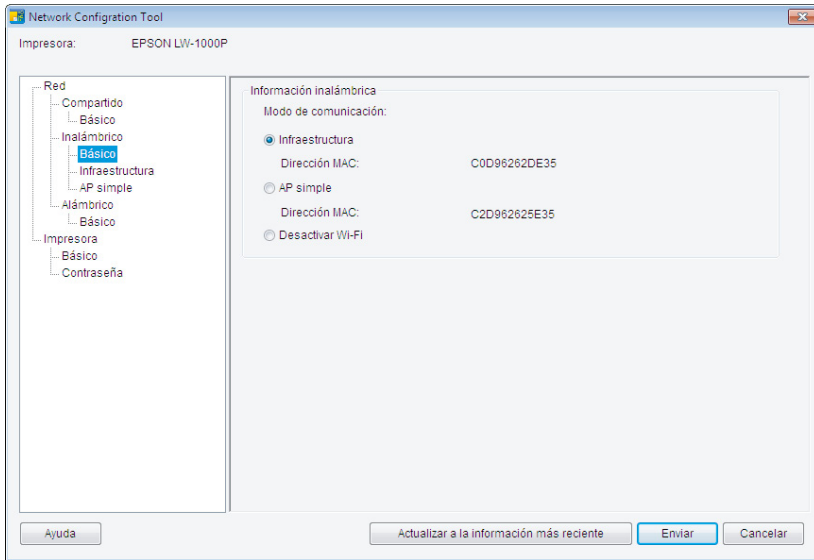 Network Configration Tool
Impresora: EPSON LW-1000P
Red
Compartido
Básico
Inalámbrico
Básico
Infraestructura
AP simple
Alámbrico
Básico
Impresora
Básico
Contraseña
Información inalámbrica
Modo de comunicación:
Infraestructura
Dirección MAC: C0D96262DE35
AP simple
Dirección MAC: C2D962625E35
Desactivar Wi-Fi
Ayuda Actualizar a la información más reciente Enviar Cancelar